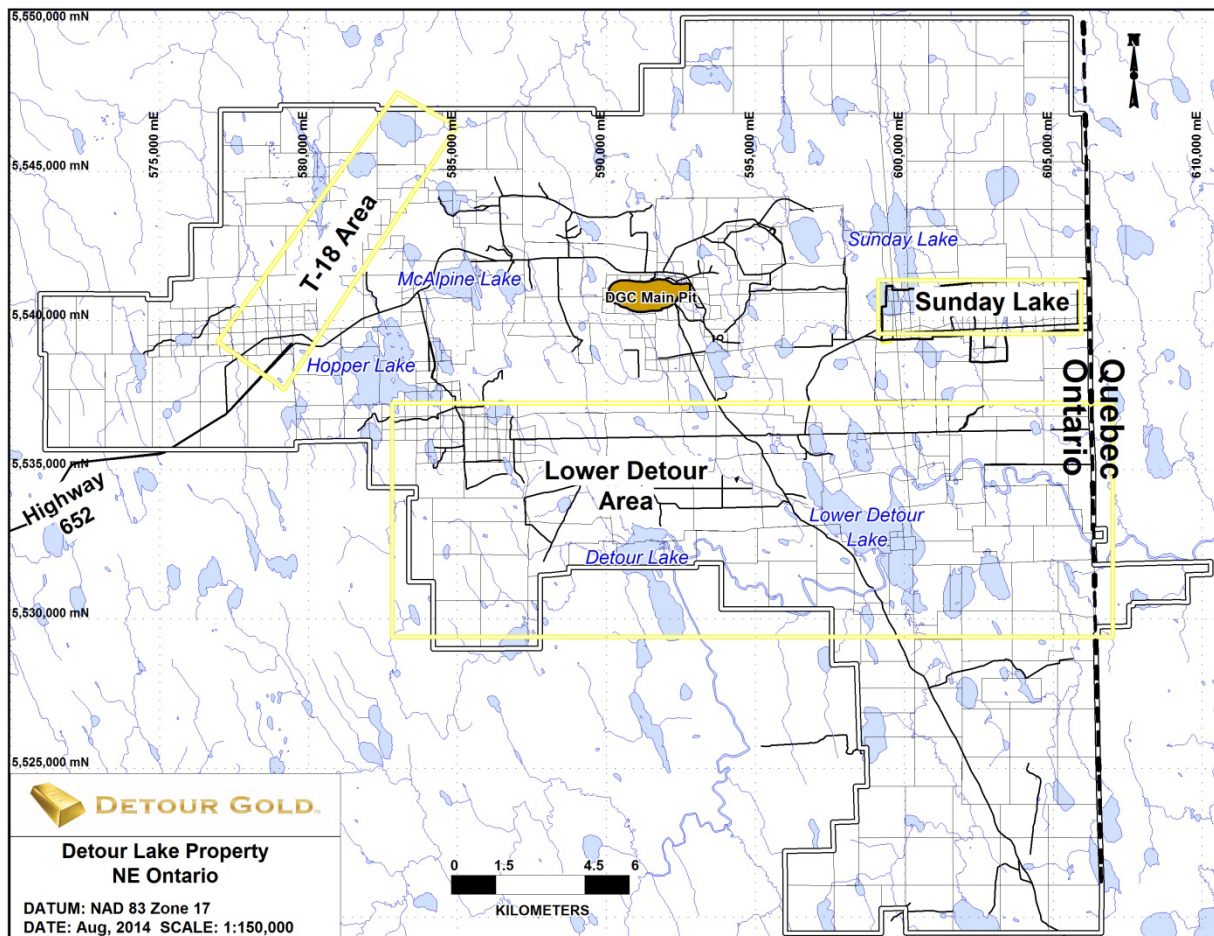 5,550,000 mN
N
575,000 mE
580,000 mE
585,000 mE
590,000 mE
595,000 mE
600,000 mE
605,000 mE
610,000 mE
5,545,000 mN
T-18 Area
Sunday Lake
McAlpine Lake
DGC Main Pit
Sunday Lake
5,540,000 mN
Hopper Lake
Quebec
Ontario
5,535,000 mN
Lower Detour
Area
Highway
652
Lower Detour
Lake
Detour Lake
5,530,000 mN
5,525,000 mN
DETOUR GOLD
Detour Lake Property
NE Ontario
DATUM: NAD 83 Zone 17
DATE: Aug, 2014 SCALE: 1:150,000
0 1.5 4.5 6
KILOMETERS